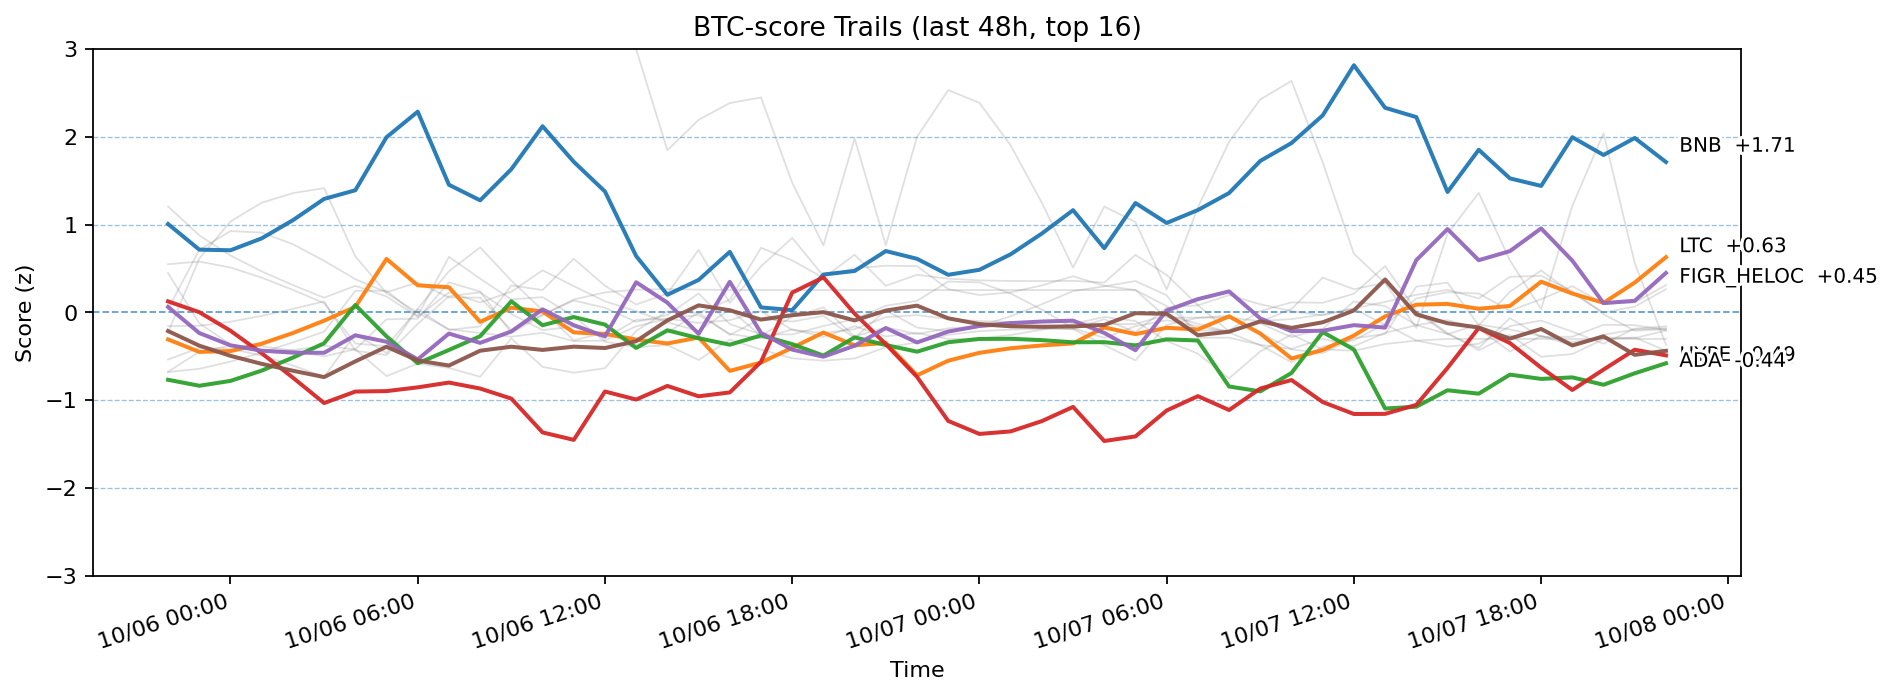 BTC-score Trails (last 48h, top 16)
3
2
1
0
−1
−2
−3
Score (z)
BNB +1.71
LTC +0.63
FIGR_HELOC +0.45
ADA -0.44
10/06 00:00
10/06 06:00
10/06 12:00
10/06 18:00
10/07 00:00
10/07 06:00
10/07 12:00
10/07 18:00
10/08 00:00
Time